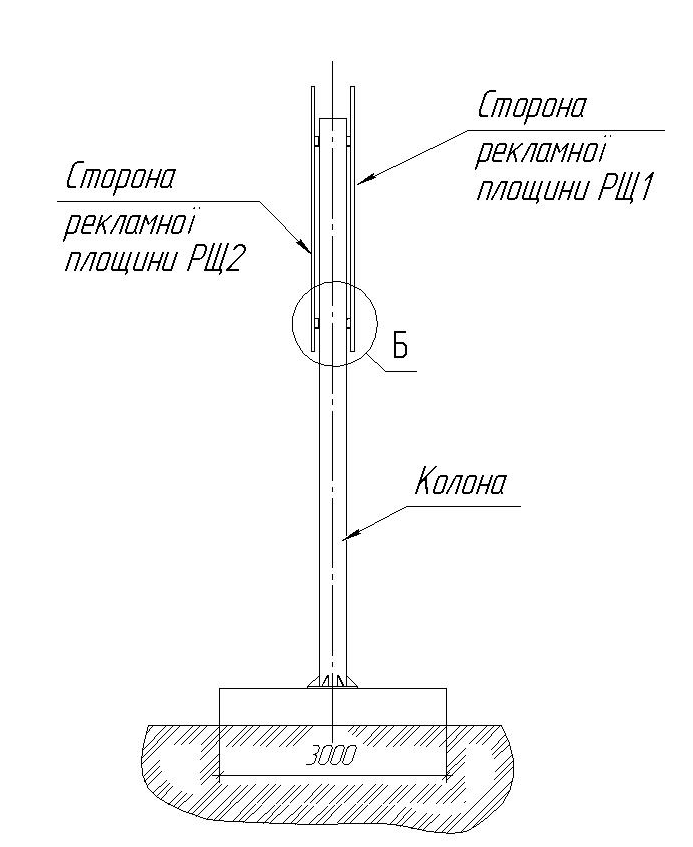 Сторона
рекламної
площини РЩ1
Сторона
рекламної
площини РЩ2
Б
Колона
3000